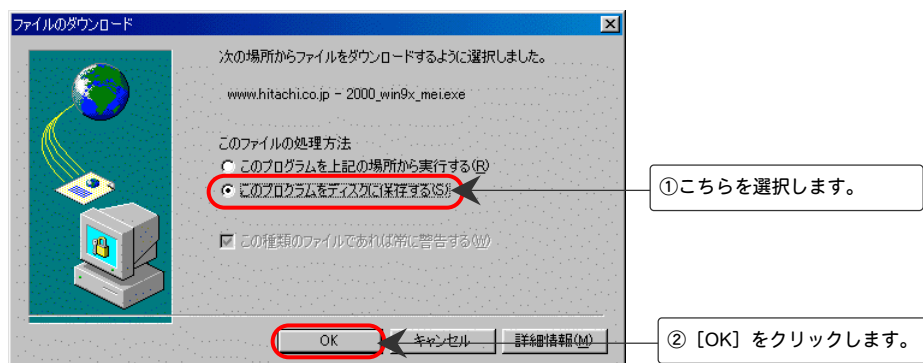 ファイルのダウンロード
次の場所からファイルをダウンロードするように選択しました。
www.hitachi.co.jp - 2000_win9x_mei.exe
このファイルの処理方法
このプログラムを上記の場所から実行する(R)
このプログラムをディスクに保存する(S)
①こちらを選択します。
この種類のファイルであれば常に警告する(W)
OK
キャンセル
詳細情報(M)
②［OK］をクリックします。